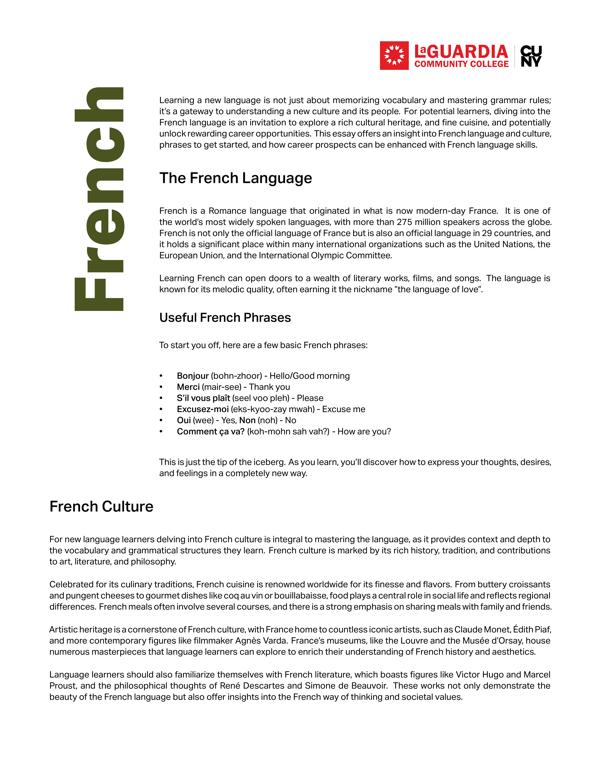 LaGUARDIA
COMMUNITY COLLEGE
CU
NY
French
Learning a new language is not just about memorizing vocabulary and mastering grammar rules;
it's a gateway to understanding a new culture and its people. For potential learners, diving into the
French language is an invitation to explore a rich cultural heritage, and fine cuisine, and potentially
unlock rewarding career opportunities. This essay offers an insight into French language and culture,
phrases to get started, and how career prospects can be enhanced with French language skills.
The French Language
French is a Romance language that originated in what is now modern-day France. It is one of
the world's most widely spoken languages, with more than 275 million speakers across the globe.
French is not only the official language of France but is also an official language in 29 countries, and
it holds a significant place within many international organizations such as the United Nations, the
European Union, and the International Olympic Committee.
Learning French can open doors to a wealth of literary works, films, and songs. The language is
known for its melodic quality, often earning it the nickname "the language of love".
Useful French Phrases
To start you off, here are a few basic French phrases:
• Bonjour (bohn-zhoor) - Hello/Good morning
• Merci (mair-see) - Thank you
• S'il vous plaît (seel voo pleh) - Please
• Excusez-moi (eks-kyoo-zay mwah) - Excuse me
• Oui (wee) - Yes, Non (noh) - No
• Comment ça va? (koh-mohn sah vah?) - How are you?
This is just the tip of the iceberg. As you learn, you'll discover how to express your thoughts, desires,
and feelings in a completely new way.
French Culture
For new language learners delving into French culture is integral to mastering the language, as it provides context and depth to
the vocabulary and grammatical structures they learn. French culture is marked by its rich history, tradition, and contributions
to art, literature, and philosophy.
Celebrated for its culinary traditions, French cuisine is renowned worldwide for its finesse and flavors. From buttery croissants
and pungent cheeses to gourmet dishes like coq au vin or bouillabaisse, food plays a central role in social life and reflects regional
differences. French meals often involve several courses, and there is a strong emphasis on sharing meals with family and friends.
Artistic heritage is a cornerstone of French culture, with France home to countless iconic artists, such as Claude Monet, Édith Piaf,
and more contemporary figures like filmmaker Agnès Varda. France's museums, like the Louvre and the Musée d'Orsay, house
numerous masterpieces that language learners can explore to enrich their understanding of French history and aesthetics.
Language learners should also familiarize themselves with French literature, which boasts figures like Victor Hugo and Marcel
Proust, and the philosophical thoughts of René Descartes and Simone de Beauvoir. These works not only demonstrate the
beauty of the French language but also offer insights into the French way of thinking and societal values.